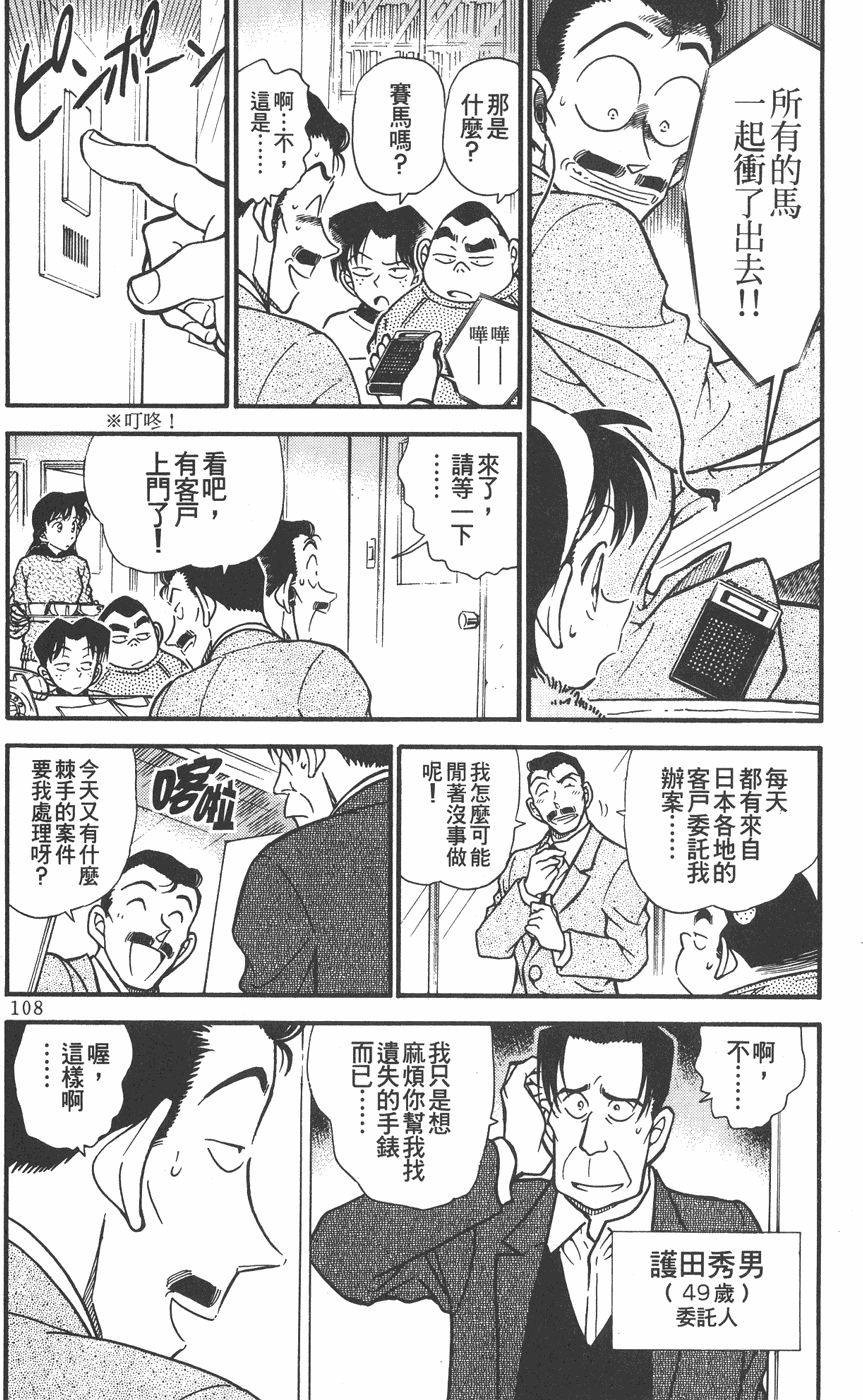 所有的馬
一起衝了出去!!
那是
什麼？
賽馬嗎？
啊…不，
這是……
嘩——
嘩——
ピンポーン
※叮咚！
來了，
請等一下
……
看吧，
有客戶
上門了！
每天
都有來自
日本各地的
客戶委託我
辦案……
我怎麼可能
閒著沒事做
呢！
喀啦
今天又有什麼
棘手的案件
要我處理呀？
108
啊，
不……
我只是想
麻煩你幫我找
遺失的手錶
而已……
護田秀男
(49歲)
委託人
喔，
這樣啊
……